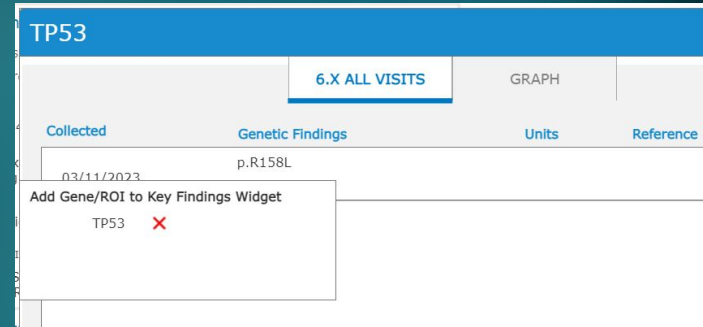 TP53
6.X ALL VISITS GRAPH
Collected Genetic Findings Units Reference
p.R158L
03/11/2023
Add Gene/ROI to Key Findings Widget
TP53